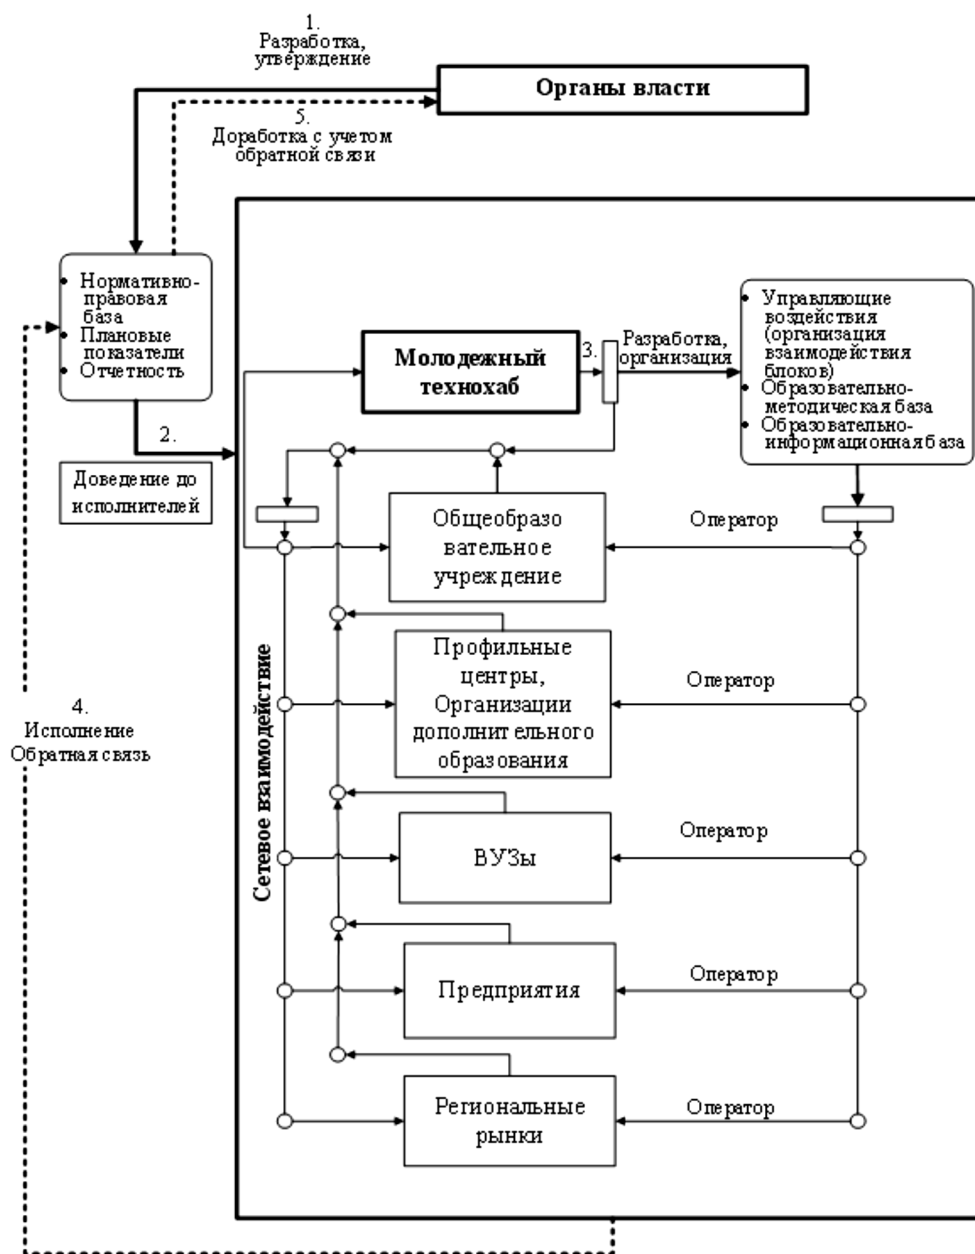 1.
Разработка,
утверждение
Органы власти
5.
Доработка с учетом
обратной связи
Нормативно-
правовая
база
Плановые
показатели
Отчетность
2.
Доведение до
исполнителей
Молодежный
технохаб
3.
Разработка,
организация
Управляющие
воздействия
(организация
взаимодействия
блоков)
Образовательно-
методическая база
Образовательно-
информационная база
Общеобразо
вательное
учреждение
Оператор
Сетевое взаимодействие
Профильные
центры,
Организации
дополнительного
образования
Оператор
4.
Исполнение
Обратная связь
ВУЗы
Оператор
Предприятия
Оператор
Региональные
рынки
Оператор